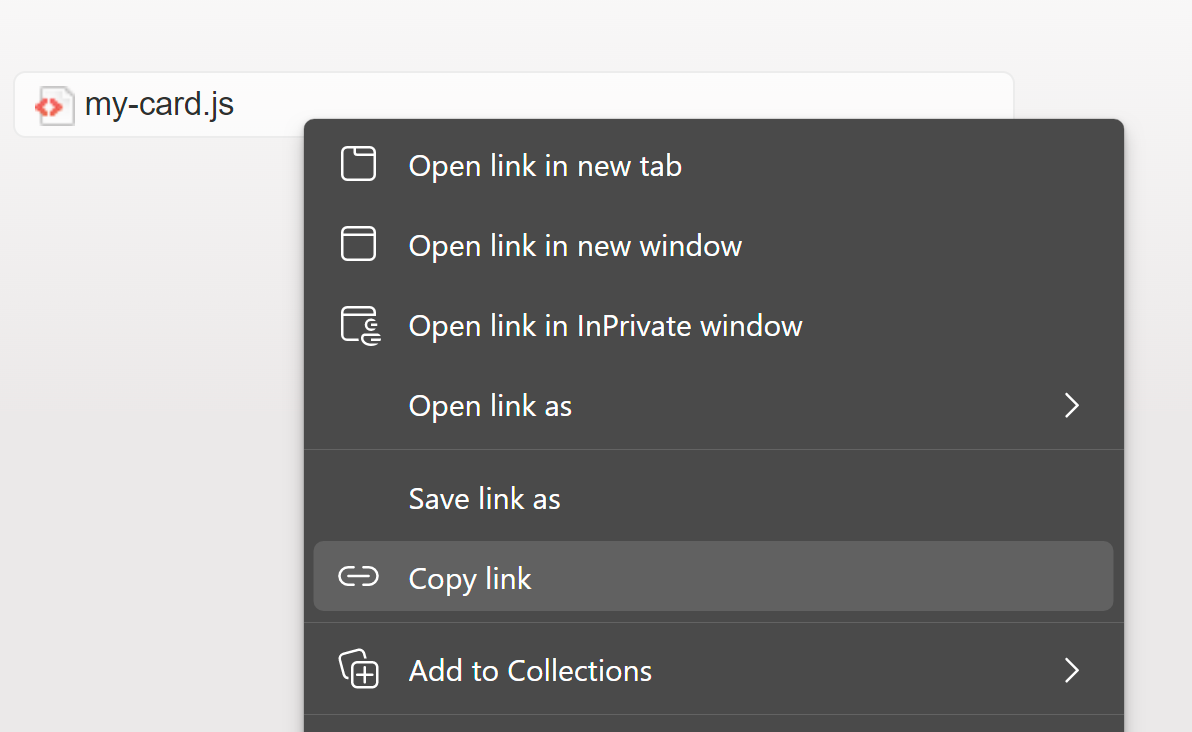 my-card.js
Open link in new tab
Open link in new window
Open link in InPrivate window
Open link as
Save link as
Copy link
Add to Collections